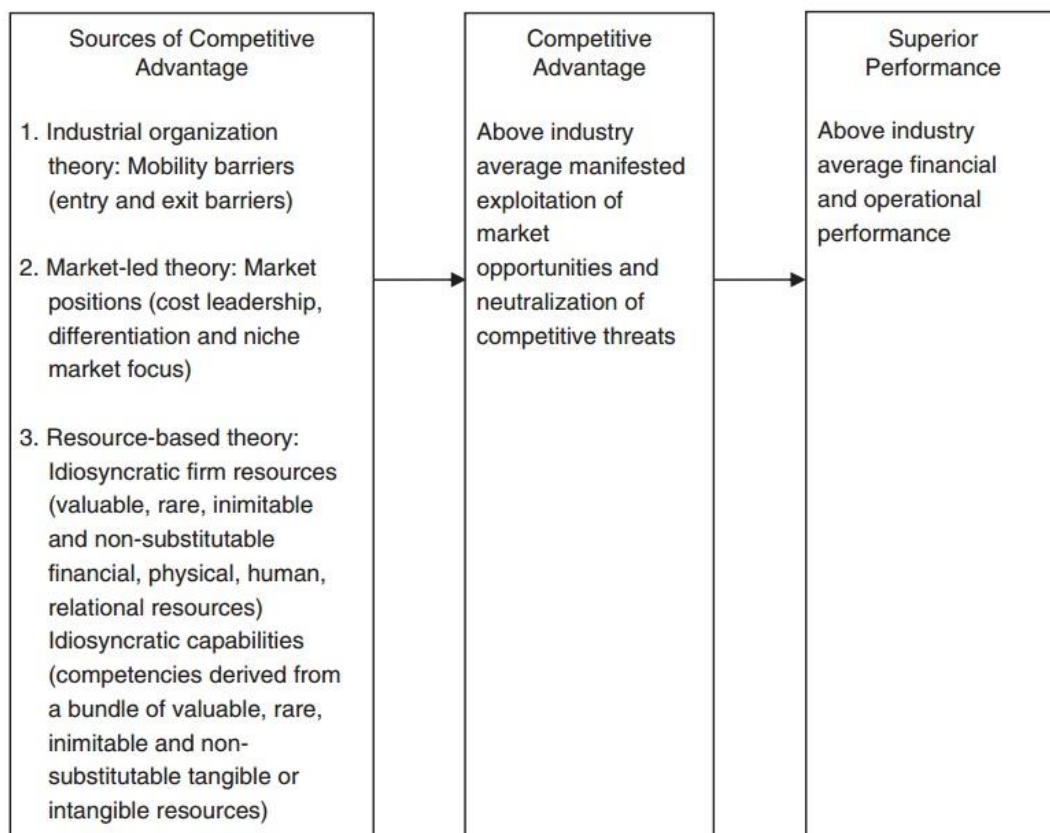 Sources of Competitive
Advantage
1. Industrial organization
theory: Mobility barriers
(entry and exit barriers)
2. Market-led theory: Market
positions (cost leadership,
differentiation and niche
market focus)
3. Resource-based theory:
Idiosyncratic firm resources
(valuable, rare, inimitable
and non-substitutable
financial, physical, human,
relational resources)
Idiosyncratic capabilities
(competencies derived from
a bundle of valuable, rare,
inimitable and non-
substitutable tangible or
intangible resources)
Competitive
Advantage
Above industry
average manifested
exploitation of
market
opportunities and
neutralization of
competitive threats
Superior
Performance
Above industry
average financial
and operational
performance